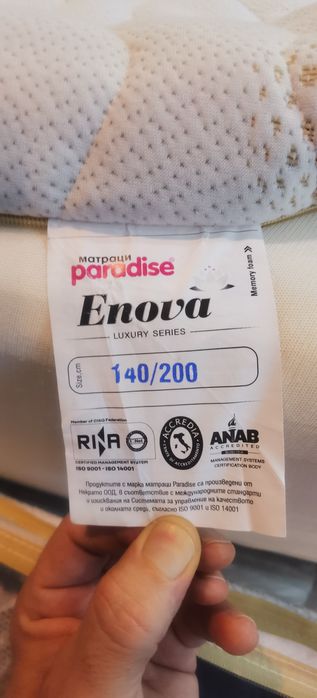 матраци
paradise®
Memory foam »
Enova
LUXURY SERIES
Size, cm
140/200
Member of CISQ Federation
RINA
CERTIFIED MANAGEMENT SYSTEM
ISO 9001 · ISO 14001
ACCREDIA
ANAB
ACCREDITED
MANAGEMENT SYSTEMS
CERTIFICATION BODY
Продуктите с марка матраци Paradise са произведени от
Некрито ООД, в съответствие с международните стандарти
и изисквания на Системата за управление на качеството
и околната среда, съгласно ISO 9001 и ISO 14001